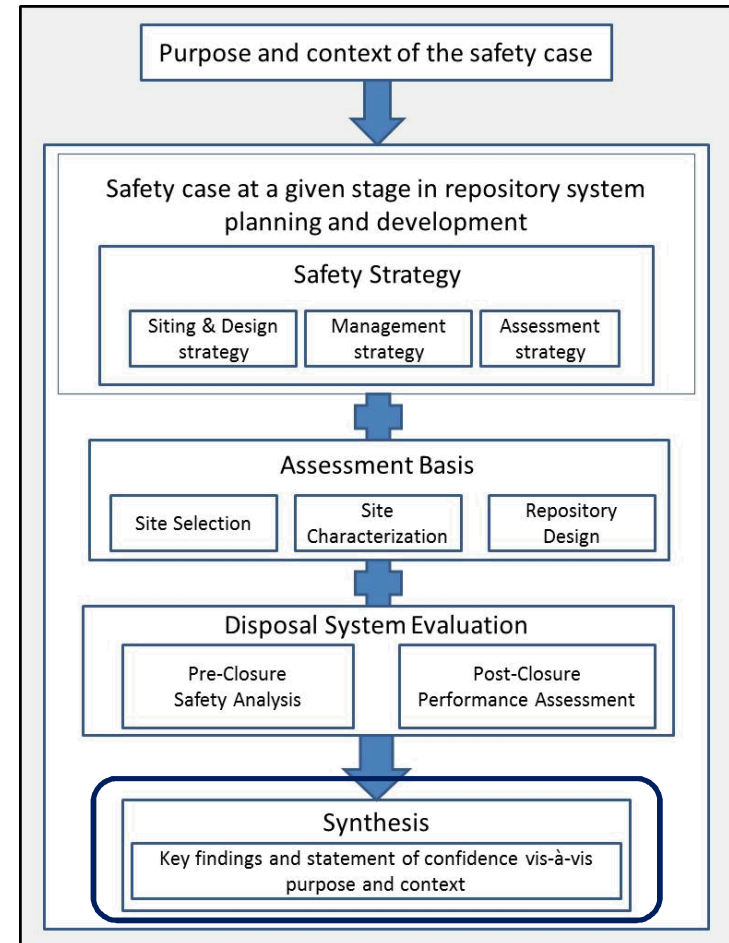 Purpose and context of the safety case
Safety case at a given stage in repository system
planning and development
Safety Strategy
Siting & Design
strategy
Management
strategy
Assessment
strategy
Assessment Basis
Site Selection
Site
Characterization
Repository
Design
Disposal System Evaluation
Pre-Closure
Safety Analysis
Post-Closure
Performance Assessment
Synthesis
Key findings and statement of confidence vis-à-vis
purpose and context